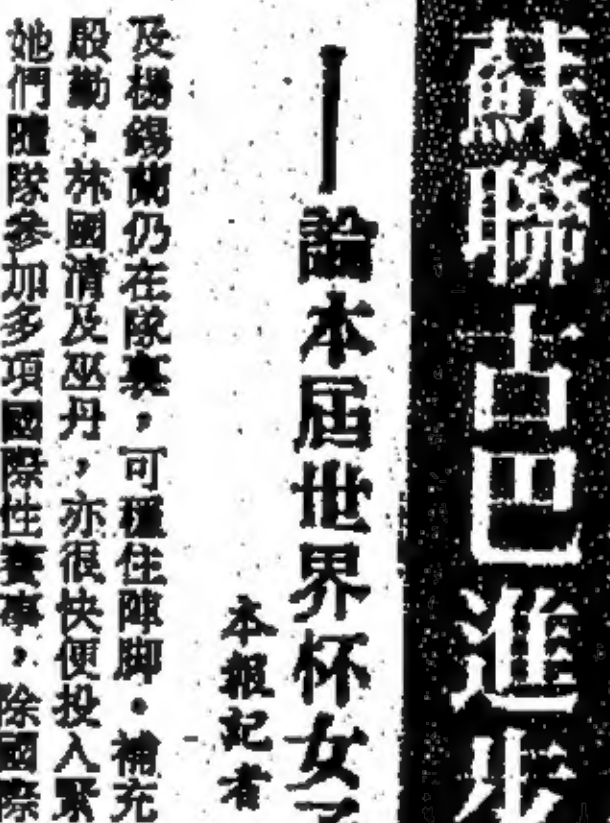 蘇聯古巴進步
——論本屆世界杯女子
本報記者
及楊錫蘭仍在隊裏，可穩住陣脚。補充
殷勤、林國清及巫丹，亦很快便投入緊
她們隨隊參加多項國際性賽事，除國際